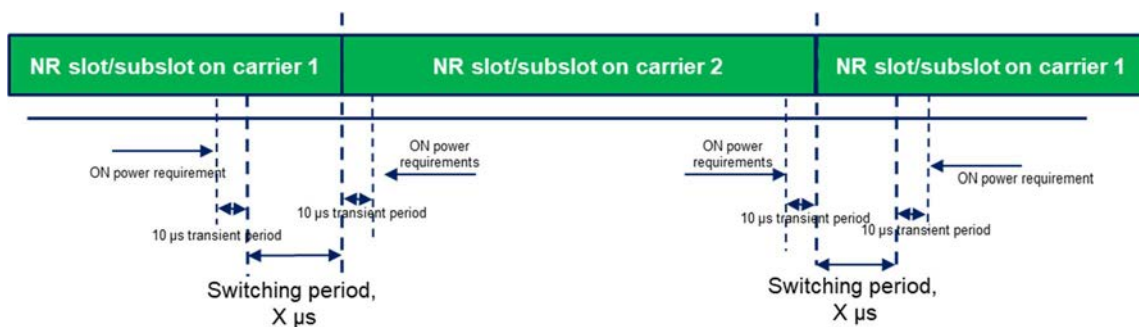 NR slot/subslot on carrier 1
NR slot/subslot on carrier 2
NR slot/subslot on carrier 1
ON power requirement
ON power
requirements
ON power
requirements
ON power requirement
10 µs transient period
10 µs transient period
10 µs transient period
10 µs transient period
Switching period,
X µs
Switching period,
X µs